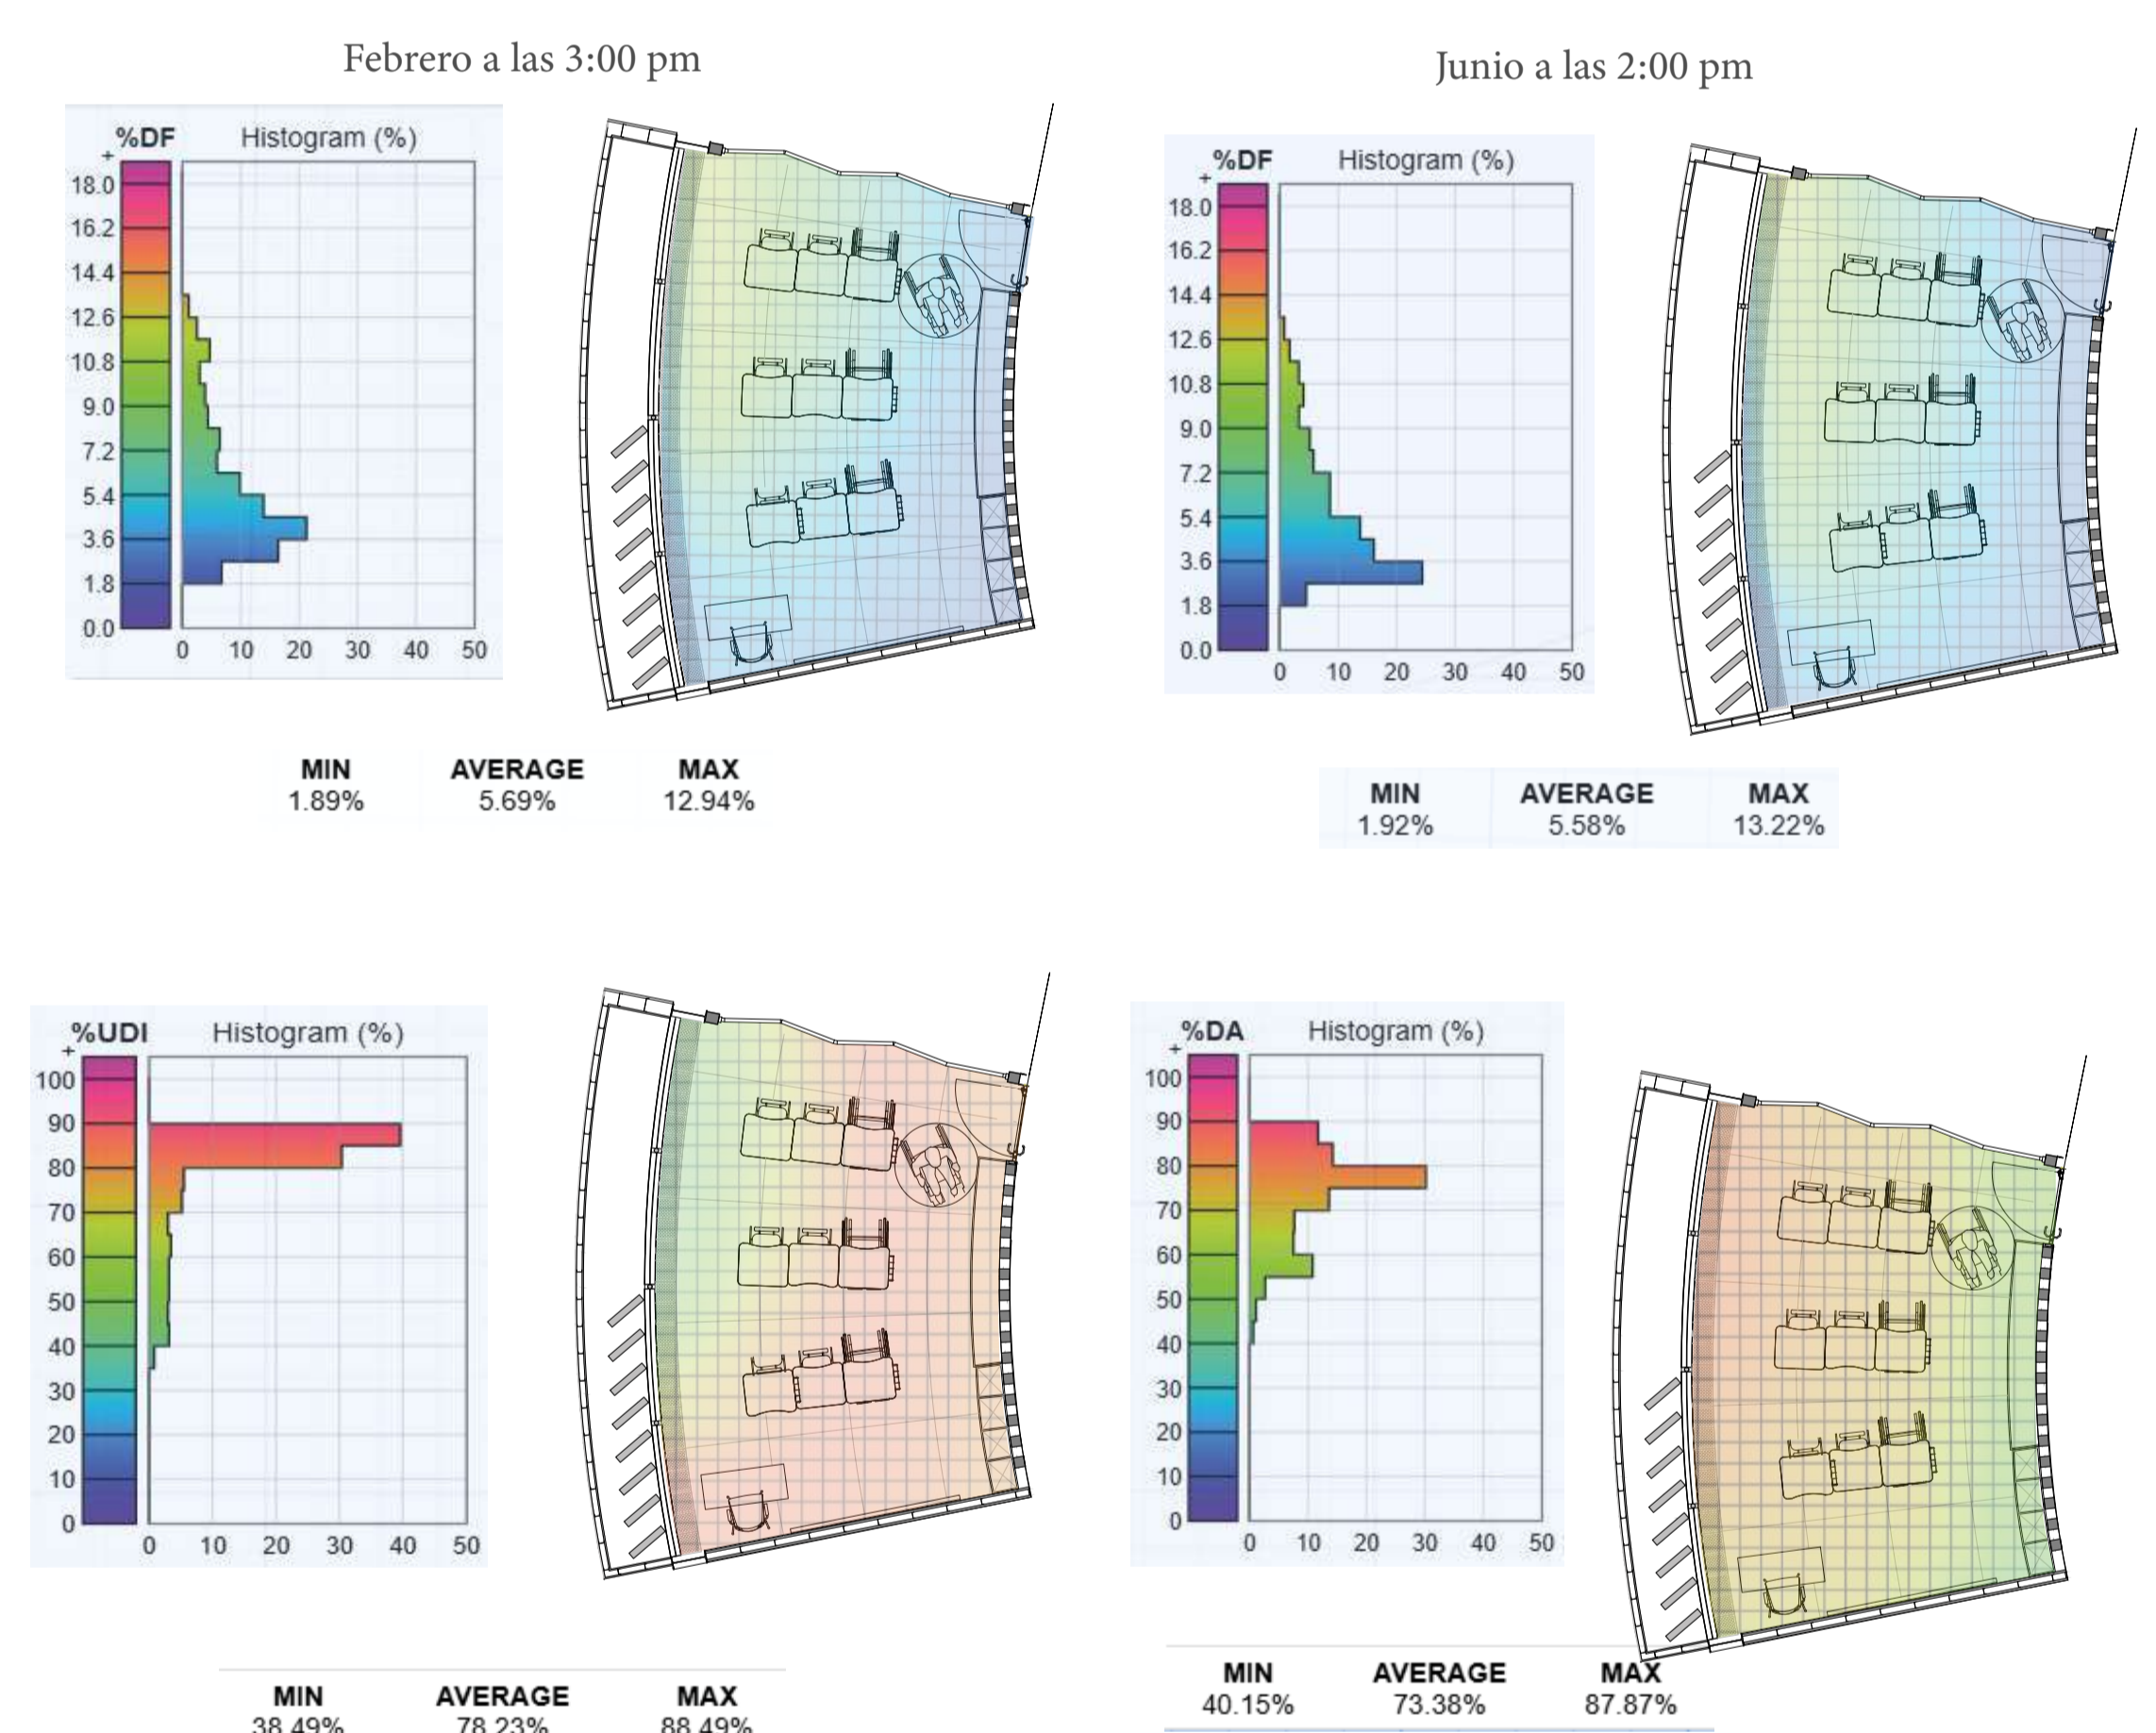 Febrero a las 3:00 pm
Junio a las 2:00 pm
%DF Histogram (%)
+
18.0
16.2
14.4
12.6
10.8
9.0
7.2
5.4
3.6
1.8
0.0
0 10 20 30 40 50
MIN AVERAGE MAX
1.89% 5.69% 12.94%
%DF Histogram (%)
+
18.0
16.2
14.4
12.6
10.8
9.0
7.2
5.4
3.6
1.8
0.0
0 10 20 30 40 50
MIN AVERAGE MAX
1.92% 5.58% 13.22%
%UDI Histogram (%)
+
100
90
80
70
60
50
40
30
20
10
0
0 10 20 30 40 50
MIN AVERAGE MAX
38.49% 78.23% 88.49%
%DA Histogram (%)
+
100
90
80
70
60
50
40
30
20
10
0
0 10 20 30 40 50
MIN AVERAGE MAX
40.15% 73.38% 87.87%